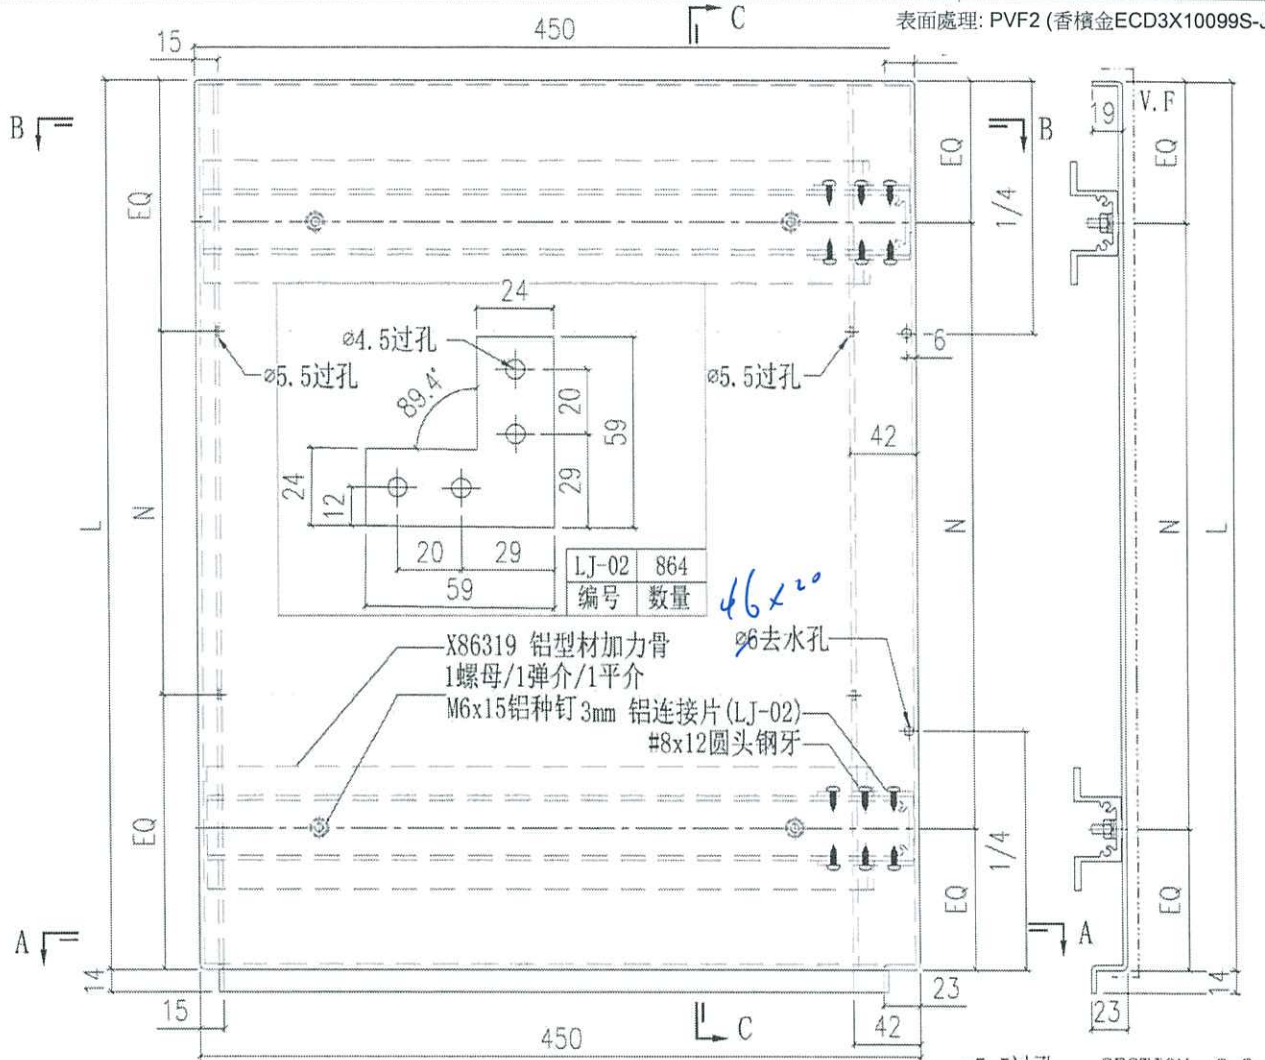 表面處理: PVF2 (香檳金ECD3X10099S-
450
C
15
B
B
V.F
19
EQ
EQ
EQ
1/4
24
ø4.5过孔
ø5.5过孔
ø5.5过孔
6
89.4°
20
59
42
24
12
29
L
N
N
N
L
20
29
59
LJ-02 864
编号 数量
ø6x20
ø6去水孔
X86319 铝型材加力骨
1螺母/1弹介/1平介
M6x15铝种钉
3mm 铝连接片(LJ-02)
#8x12圆头钢牙
EQ
EQ
EQ
1/4
A
A
14
14
15
23
23
42
C
450